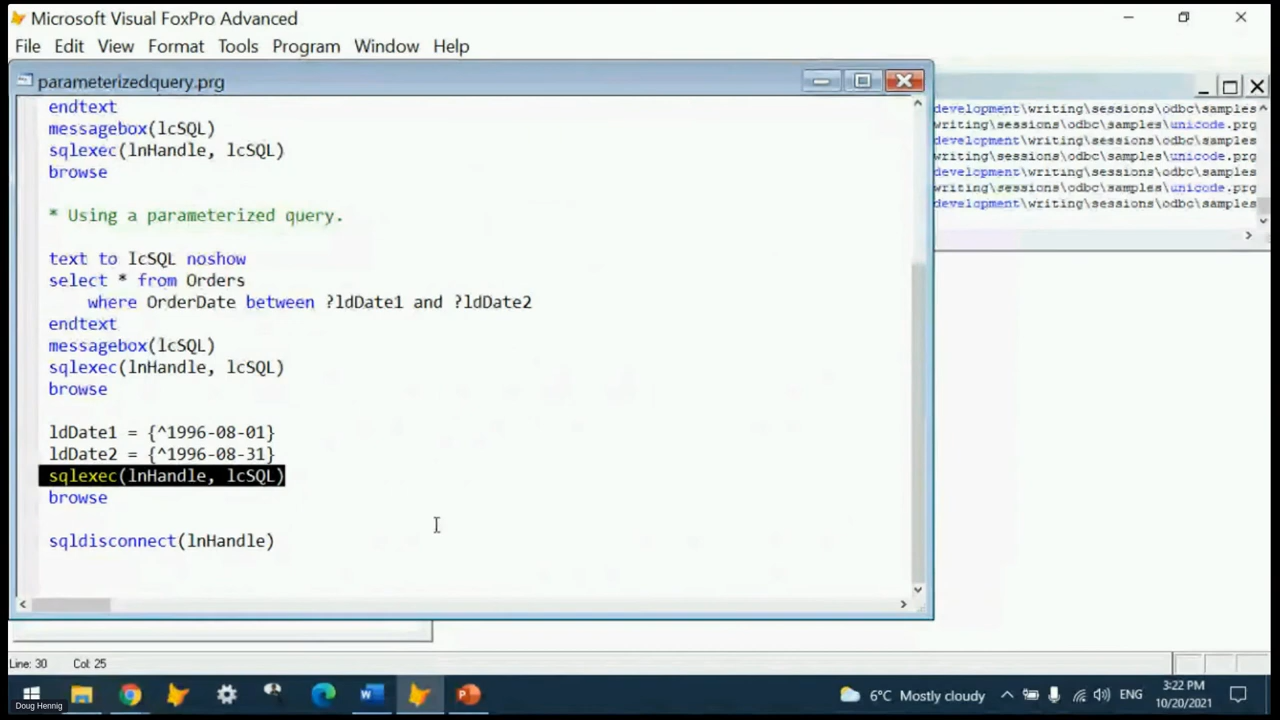 Microsoft Visual FoxPro Advanced
File Edit View Format Tools Program Window Help
parameterizedquery.prg
endtext
messagebox(lcSQL)
sqlexec(lnHandle, lcSQL)
browse
* Using a parameterized query.
text to lcSQL noshow
select * from Orders
where OrderDate between ?ldDate1 and ?ldDate2
endtext
messagebox(lcSQL)
sqlexec(lnHandle, lcSQL)
browse
ldDate1 = {^1996-08-01}
ldDate2 = {^1996-08-31}
sqlexec(lnHandle, lcSQL)
browse
sqldisconnect(lnHandle)
development\writing\sessions\odbc\samples
writing\sessions\odbc\samples\unicode.prg
development\writing\sessions\odbc\samples
writing\sessions\odbc\samples\unicode.prg
development\writing\sessions\odbc\samples
writing\sessions\odbc\samples\unicode.prg
development\writing\sessions\odbc\samples
Line: 30 Col: 25
Doug Hennig
6°C Mostly cloudy
ENG
3:22 PM
10/20/2021